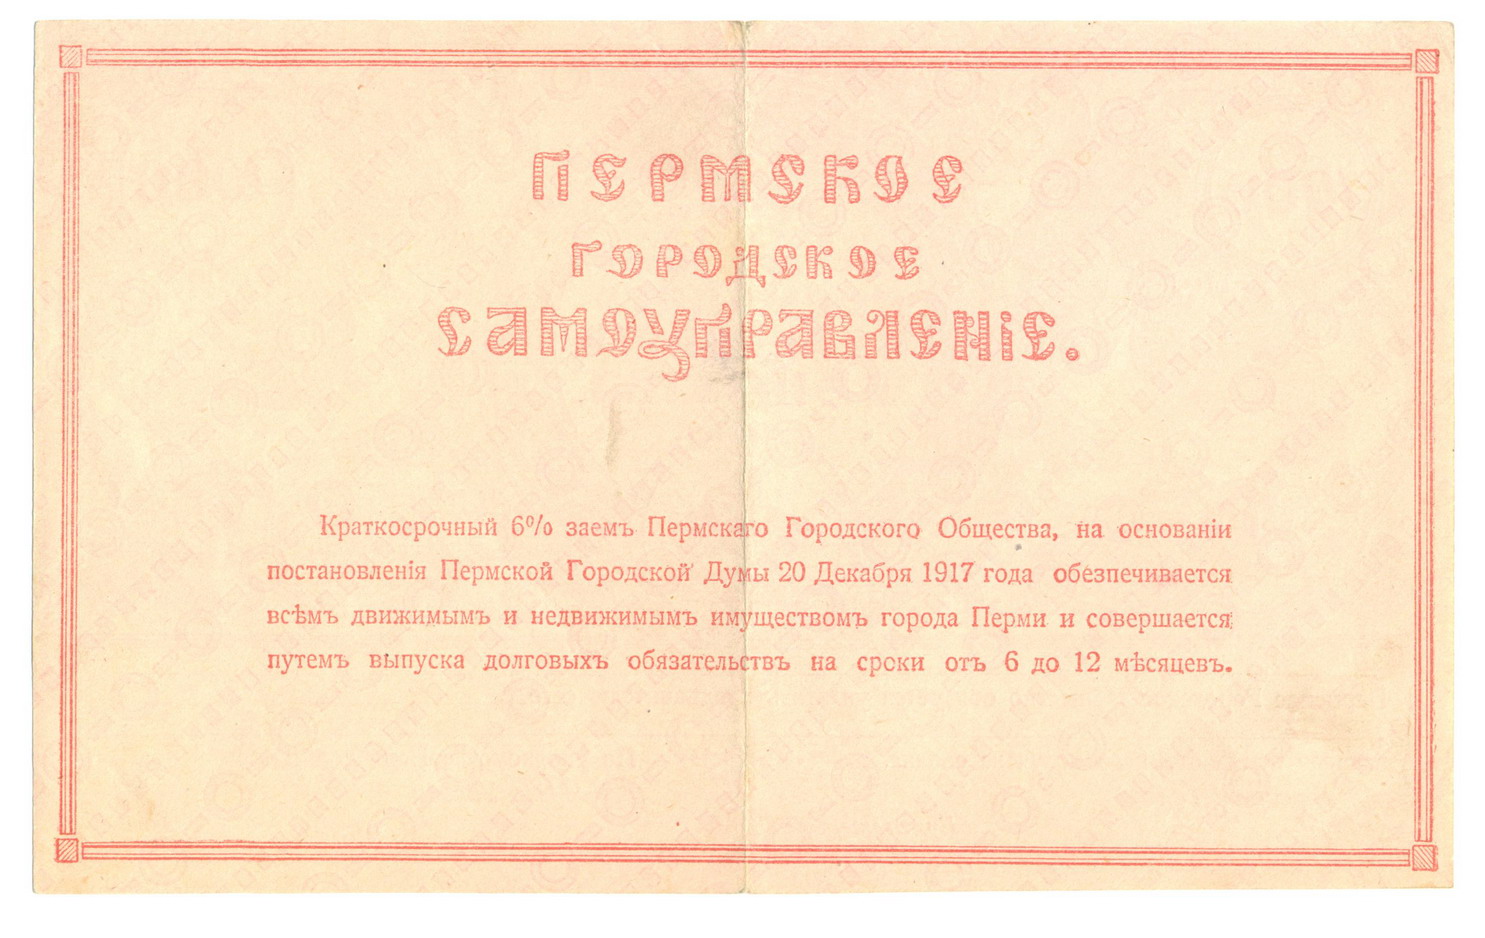 ПЕРМСКОЕ
ГОРОДСКОЕ
САМОУПРАВЛЕНІЕ.
Краткосрочный 6% заемъ Пермскаго Городского Общества, на основаніи
постановленія Пермской Городской Думы 20 Декабря 1917 года обезпечивается
всѣмъ движимымъ и недвижимымъ имуществомъ города Перми и совершается
путемъ выпуска долговыхъ обязательствъ на сроки отъ 6 до 12 мѣсяцевъ.